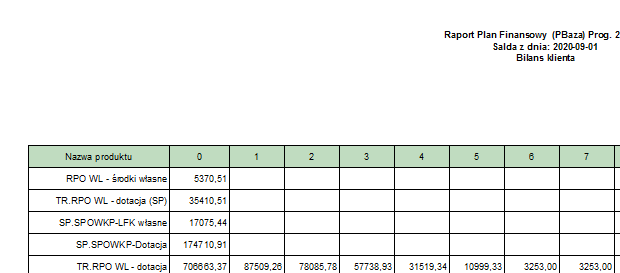 Raport Plan Finansowy (PBaza) Prog. 2
Salda z dnia: 2020-09-01
Bilans klienta
Nazwa produktu 0 1 2 3 4 5 6 7
RPO WL - środki własne 5370,51
TR.RPO WL - dotacja (SP) 35410,51
SP.SPOWKP-LFK własne 17075,44
SP.SPOWKP-Dotacja 174710,91
TR.RPO WL - dotacja 706663,37 87509,26 78085,78 57738,93 31519,34 10999,33 3253,00 3253,00